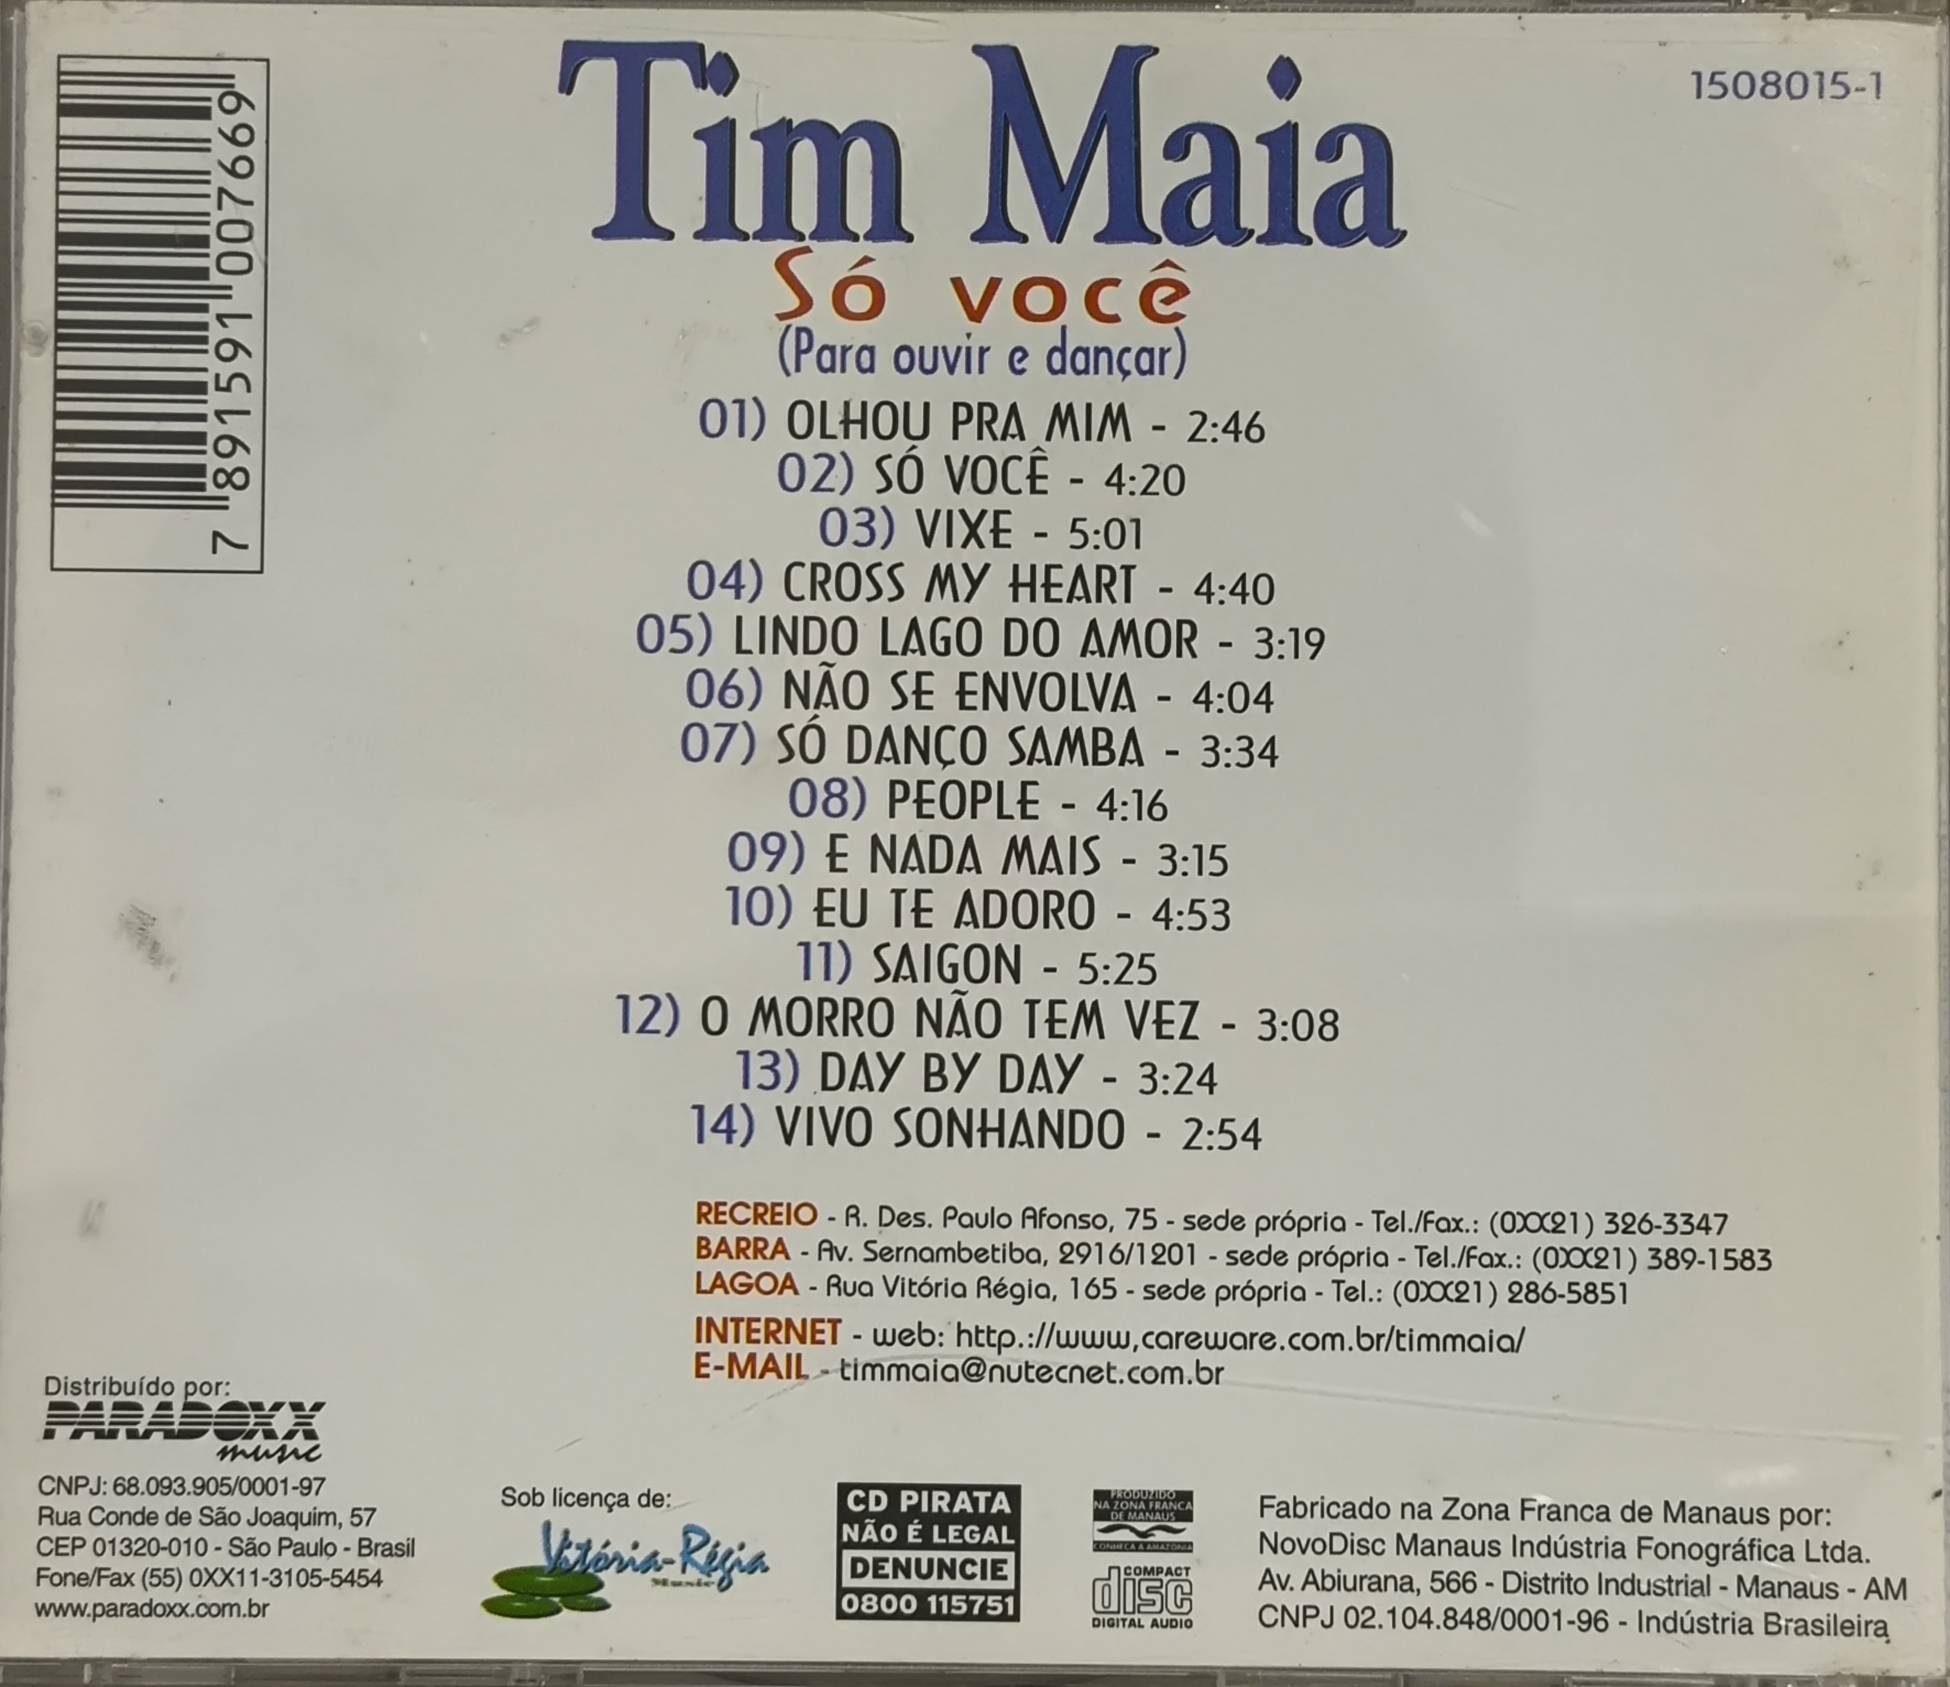 Tim Maia
1508015-1
7 891591 007669
Só você
(Para ouvir e dançar)
01) OLHOU PRA MIM - 2:46
02) SÓ VOCÊ - 4:20
03) VIXE - 5:01
04) CROSS MY HEART - 4:40
05) LINDO LAGO DO AMOR - 3:19
06) NÃO SE ENVOLVA - 4:04
07) SÓ DANÇO SAMBA - 3:34
08) PEOPLE - 4:16
09) E NADA MAIS - 3:15
10) EU TE ADORO - 4:53
11) SAIGON - 5:25
12) O MORRO NÃO TEM VEZ - 3:08
13) DAY BY DAY - 3:24
14) VIVO SONHANDO - 2:54
RECREIO - R. Des. Paulo Afonso, 75 - sede própria - Tel./Fax.: (0XX21) 326-3347
BARRA - Av. Sernambetiba, 2916/1201 - sede própria - Tel./Fax.: (0XX21) 389-1583
LAGOA - Rua Vitória Régia, 165 - sede própria - Tel.: (0XX21) 286-5851
INTERNET - web: http.://www,careware.com.br/timmaia/
E-MAIL - timmaia@nutecnet.com.br
Distribuído por:
PARADOXX
music
CNPJ: 68.093.905/0001-97
Rua Conde de São Joaquim, 57
CEP 01320-010 - São Paulo - Brasil
Fone/Fax (55) 0XX11-3105-5454
www.paradoxx.com.br
Sob licença de:
Vitória-Régia
Music
CD PIRATA
NÃO É LEGAL
DENUNCIE
0800 115751
PRODUZIDO
NA ZONA FRANCA
DE MANAUS
CONHEÇA A AMAZÔNIA
COMPACT
disc
DIGITAL AUDIO
Fabricado na Zona Franca de Manaus por:
NovoDisc Manaus Indústria Fonográfica Ltda.
Av. Abiurana, 566 - Distrito Industrial - Manaus - AM
CNPJ 02.104.848/0001-96 - Indústria Brasileira